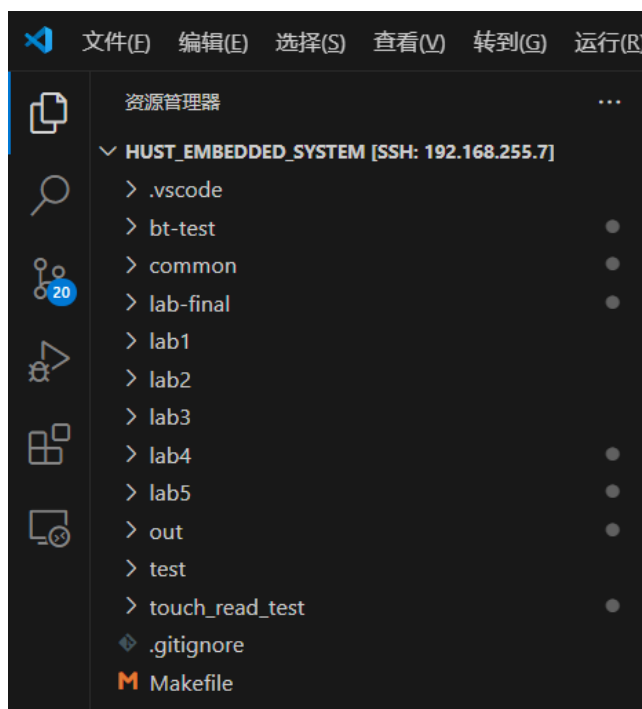 文件(F) 编辑(E) 选择(S) 查看(V) 转到(G) 运行(R)
资源管理器
HUST_EMBEDDED_SYSTEM [SSH: 192.168.255.7]
.vscode
bt-test
common
20
lab-final
lab1
lab2
lab3
lab4
lab5
out
test
touch_read_test
.gitignore
M Makefile